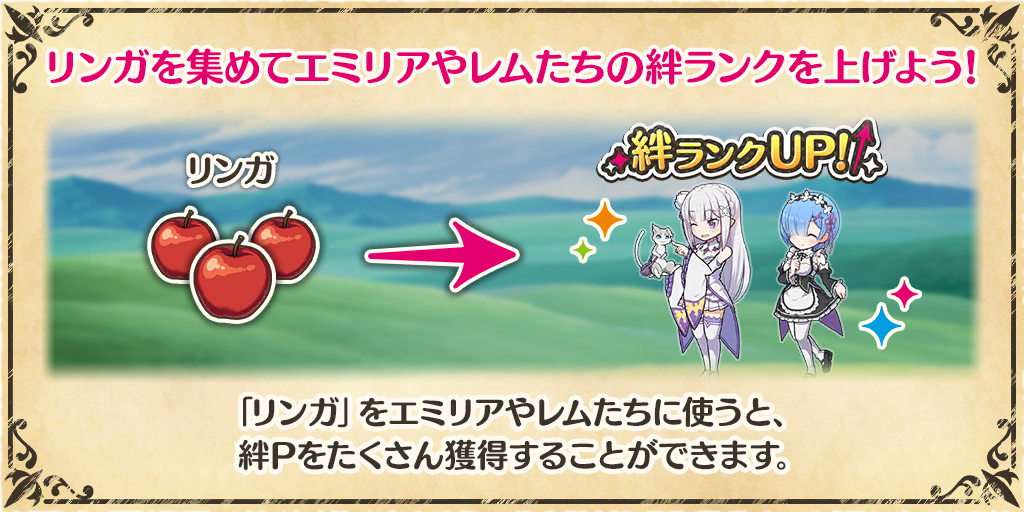 リンガを集めてエミリアやレムたちの絆ランクを上げよう!
リンガ
絆ランクUP!!
「リンガ」をエミリアやレムたちに使うと、
絆Pをたくさん獲得することができます。